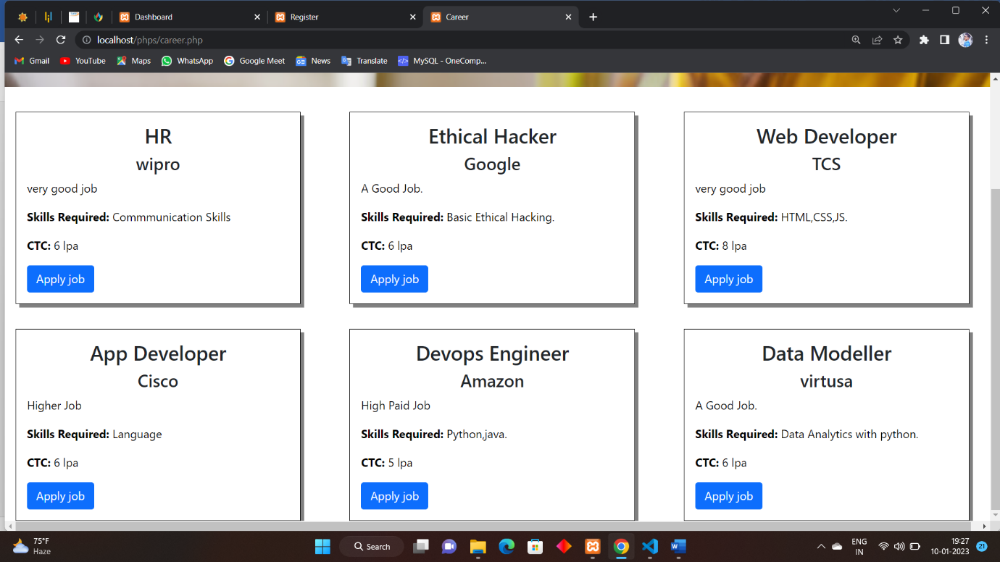 Dashboard
Register
Career
localhost/phps/career.php
Gmail
YouTube
Maps
WhatsApp
Google Meet
News
Translate
MySQL - OneComp...
HR
wipro
very good job
Skills Required: Commmunication Skills
CTC: 6 lpa
Apply job
Ethical Hacker
Google
A Good Job.
Skills Required: Basic Ethical Hacking.
CTC: 6 lpa
Apply job
Web Developer
TCS
very good job
Skills Required: HTML,CSS,JS.
CTC: 8 lpa
Apply job
App Developer
Cisco
Higher Job
Skills Required: Language
CTC: 6 lpa
Apply job
Devops Engineer
Amazon
High Paid Job
Skills Required: Python,java.
CTC: 5 lpa
Apply job
Data Modeller
virtusa
A Good Job.
Skills Required: Data Analytics with python.
CTC: 6 lpa
Apply job
75°F
Haze
Search
ENG
IN
19:27
10-01-2023
21